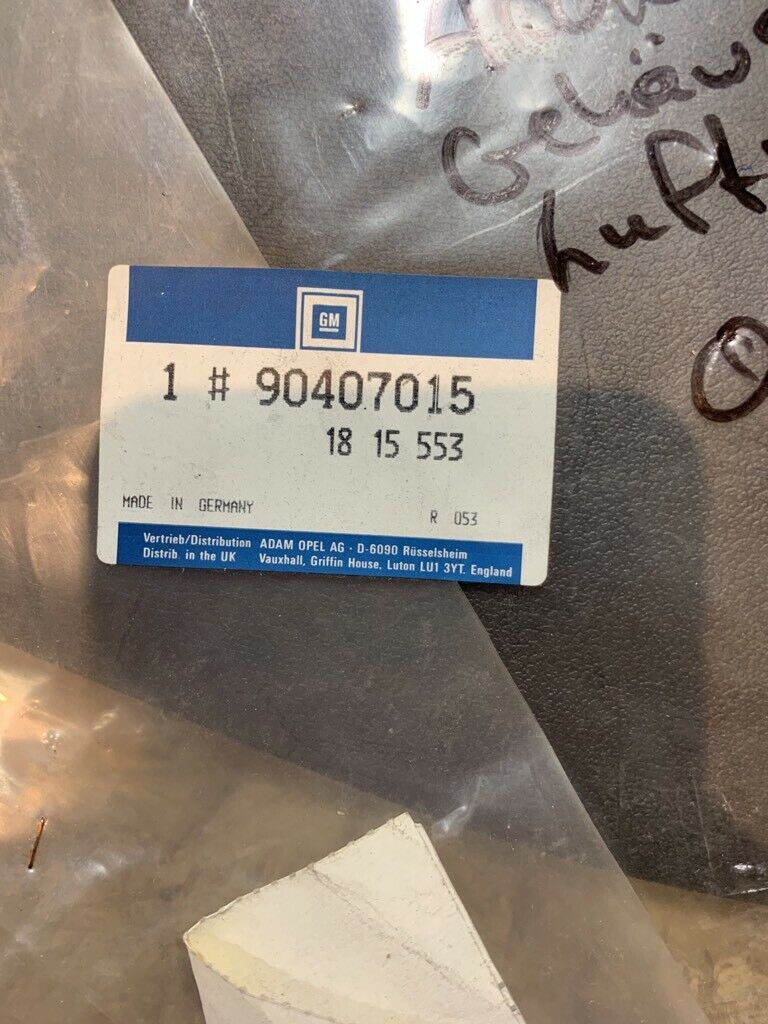 GM
1 # 90407015
18 15 553
MADE IN GERMANY
R 053
Vertrieb/Distribution ADAM OPEL AG · D-6090 Rüsselsheim
Distrib. in the UK Vauxhall, Griffin House, Luton LU1 3YT. England